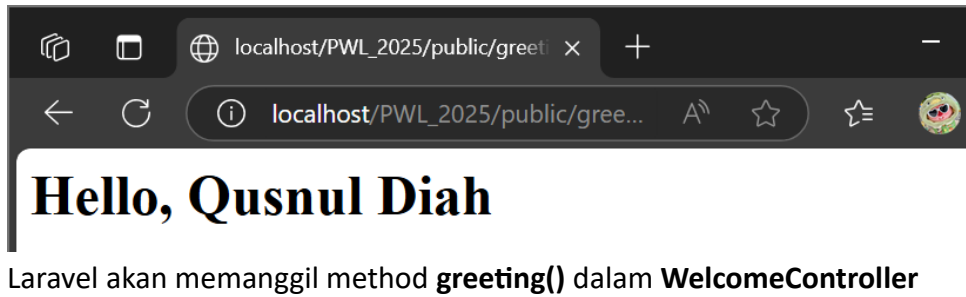 localhost/PWL_2025/public/greeti
localhost/PWL_2025/public/gree...
Hello, Qusnul Diah
Laravel akan memanggil method greeting() dalam WelcomeController